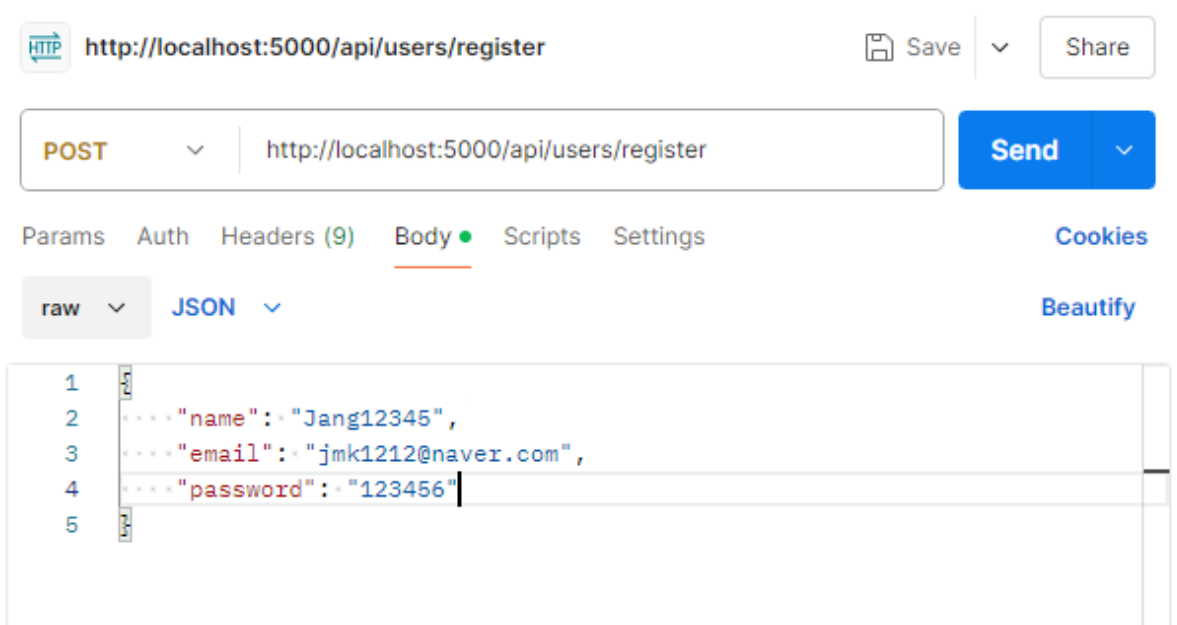 HTTP http://localhost:5000/api/users/register Save Share
POST http://localhost:5000/api/users/register Send
Params Auth Headers (9) Body Scripts Settings Cookies
raw JSON Beautify
1 {
2 "name": "Jang12345",
3 "email": "jmk1212@naver.com",
4 "password": "123456"
5 }